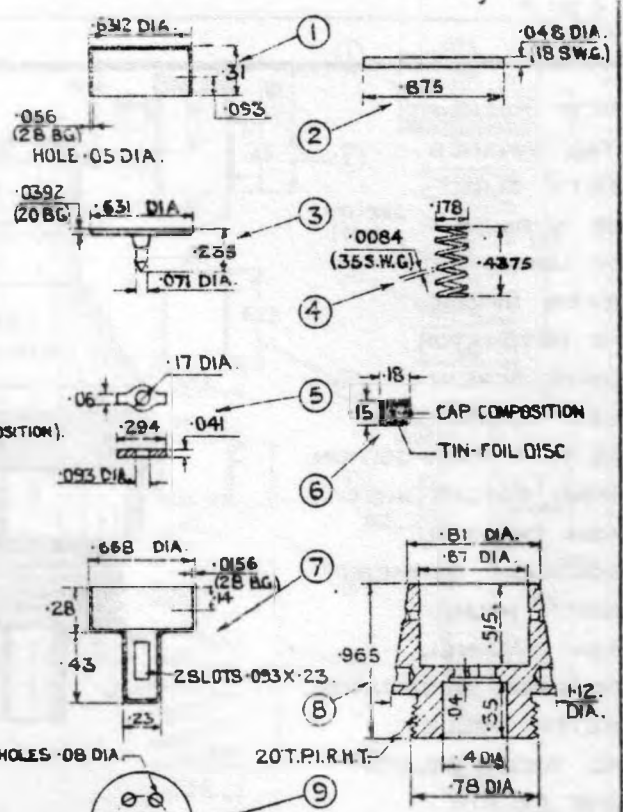 .6312 DIA.
1
.31
.093
.056
(28 BG)
HOLE .05 DIA.
.048 DIA.
(18 SWG.)
.875
2
.0392
(20 BG)
.631 DIA
3
.071 DIA.
.178
.0084
(35 S.W.G)
.4375
4
.17 DIA.
.06
5
.294
.041
.093 DIA.
OSITION).
.18
.15
CAP COMPOSITION
TIN-FOIL DISC
6
.668 DIA.
.0156
(28 BG.)
7
.28
.14
.43
2 SLOTS .093 X .23.
.23
.81 DIA.
.67 DIA.
.515
.965
8
.04
.35
1.12.
DIA.
20 T.P.I.R.H.T.
.4 DIA
.78 DIA.
HOLES .08 DIA
9